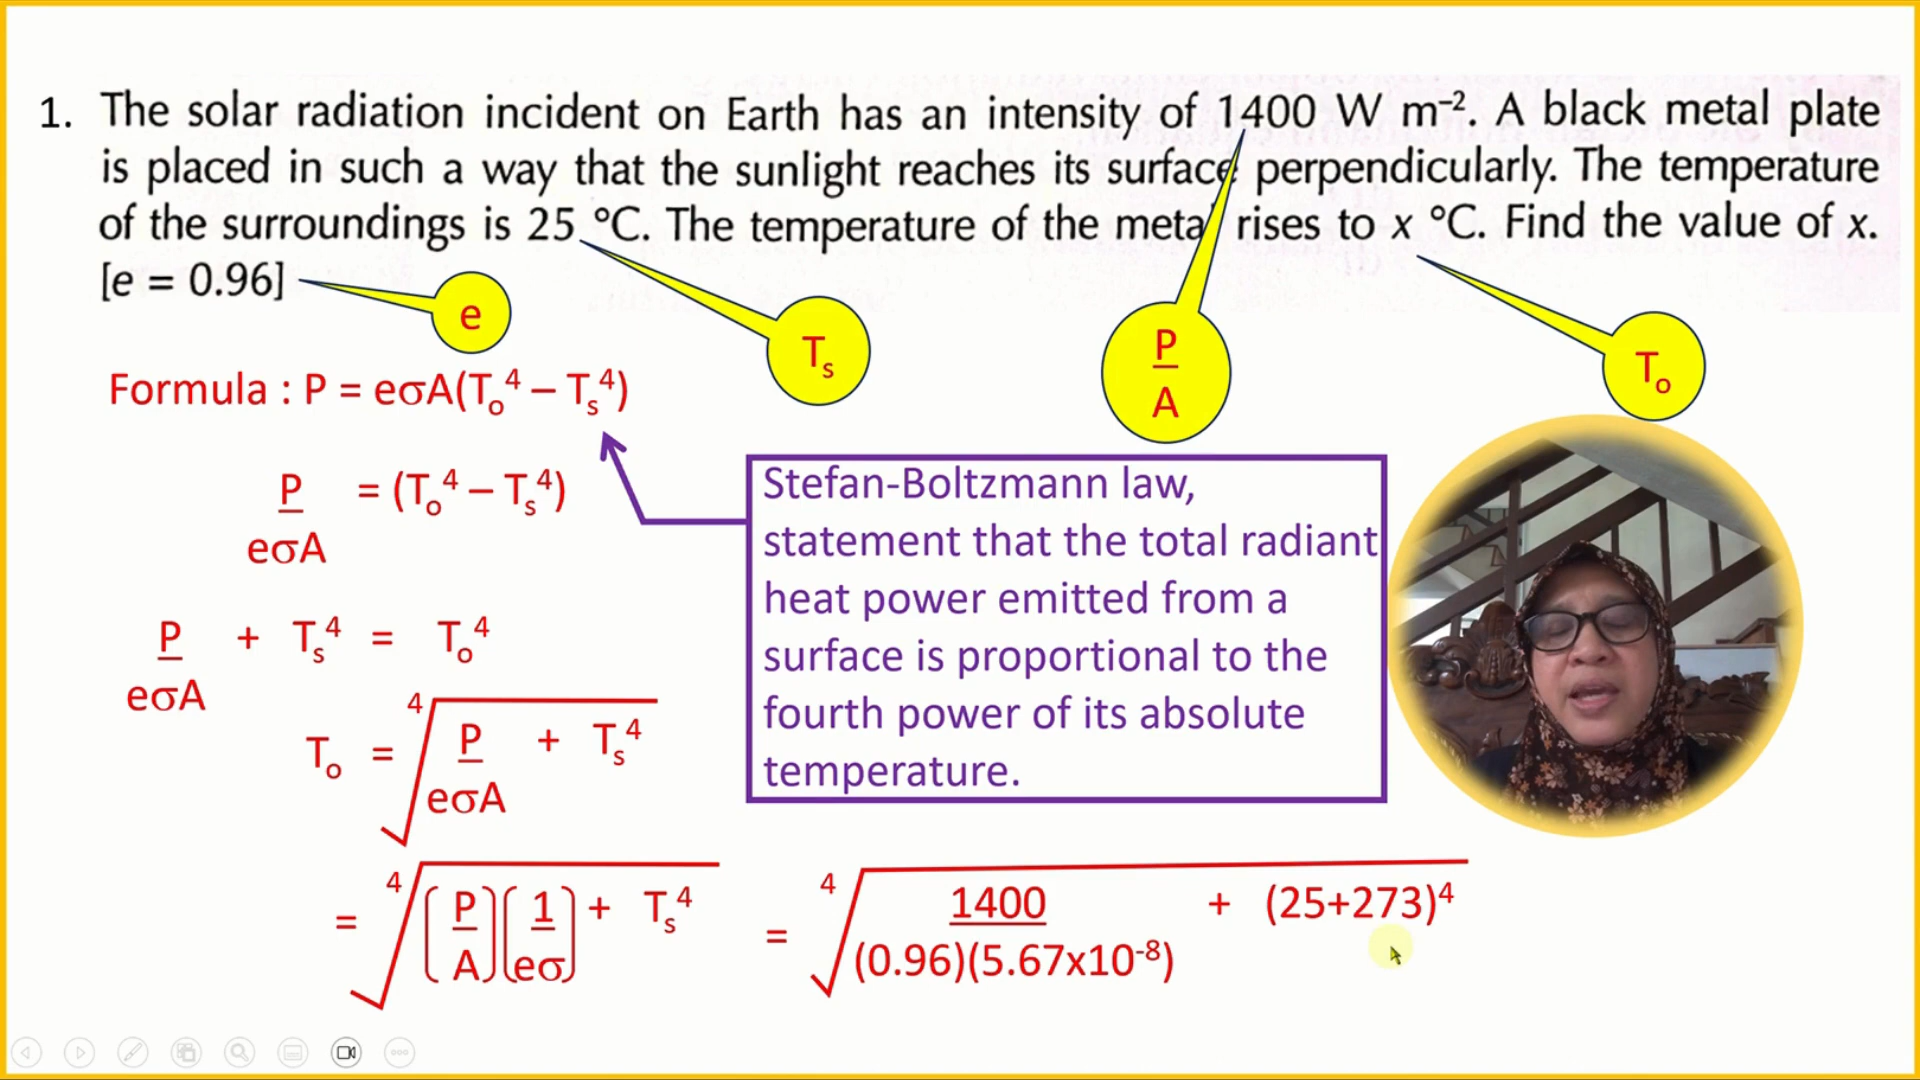 1. The solar radiation incident on Earth has an intensity of 1400 W m⁻². A black metal plate
is placed in such a way that the sunlight reaches its surface perpendicularly. The temperature
of the surroundings is 25 °C. The temperature of the metal rises to x °C. Find the value of x.
[e = 0.96]
e
Tₛ
P
A
Tₒ
Formula : P = eσA(Tₒ⁴ – Tₛ⁴)
P = (Tₒ⁴ – Tₛ⁴)
eσA
P + Tₛ⁴ = Tₒ⁴
eσA
Tₒ = ⁴√ P + Tₛ⁴
eσA
= ⁴√ (P)(1) + Tₛ⁴
(A)(eσ)
= ⁴√ 1400 + (25+273)⁴
(0.96)(5.67x10⁻⁸)
Stefan-Boltzmann law,
statement that the total radiant
heat power emitted from a
surface is proportional to the
fourth power of its absolute
temperature.